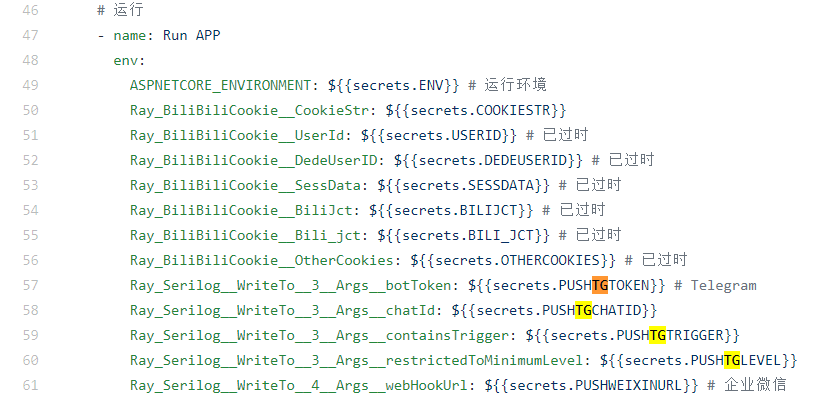 46 # 运行
47 - name: Run APP
48 env:
49 ASPNETCORE_ENVIRONMENT: ${{secrets.ENV}} # 运行环境
50 Ray_BiliBiliCookie__CookieStr: ${{secrets.COOKIESTR}}
51 Ray_BiliBiliCookie__UserId: ${{secrets.USERID}} # 已过时
52 Ray_BiliBiliCookie__DedeUserID: ${{secrets.DEDEUSERID}} # 已过时
53 Ray_BiliBiliCookie__SessData: ${{secrets.SESSDATA}} # 已过时
54 Ray_BiliBiliCookie__BiliJct: ${{secrets.BILIJCT}} # 已过时
55 Ray_BiliBiliCookie__Bili_jct: ${{secrets.BILI_JCT}} # 已过时
56 Ray_BiliBiliCookie__OtherCookies: ${{secrets.OTHERCOOKIES}} # 已过时
57 Ray_Serilog__WriteTo__3__Args__botToken: ${{secrets.PUSHTGTOKEN}} # Telegram
58 Ray_Serilog__WriteTo__3__Args__chatId: ${{secrets.PUSHTGCHATID}}
59 Ray_Serilog__WriteTo__3__Args__containsTrigger: ${{secrets.PUSHTGTRIGGER}}
60 Ray_Serilog__WriteTo__3__Args__restrictedToMinimumLevel: ${{secrets.PUSHTGLEVEL}}
61 Ray_Serilog__WriteTo__4__Args__webHookUrl: ${{secrets.PUSHWEIXINURL}} # 企业微信